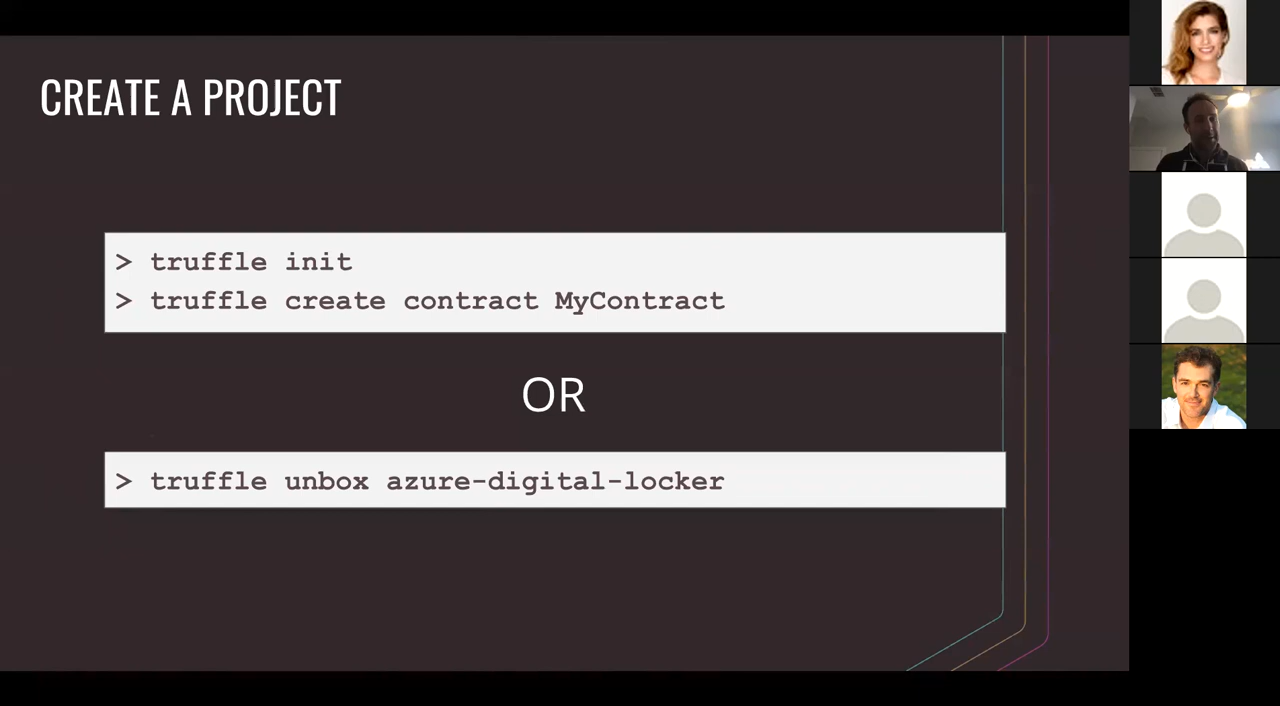 CREATE A PROJECT
> truffle init
> truffle create contract MyContract
OR
> truffle unbox azure-digital-locker